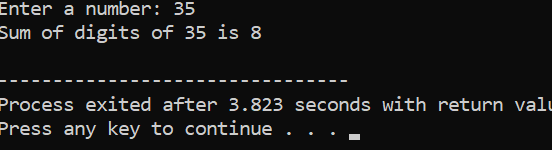 Enter a number: 35
Sum of digits of 35 is 8
--------------------------------
Process exited after 3.823 seconds with return
Press any key to continue . . .